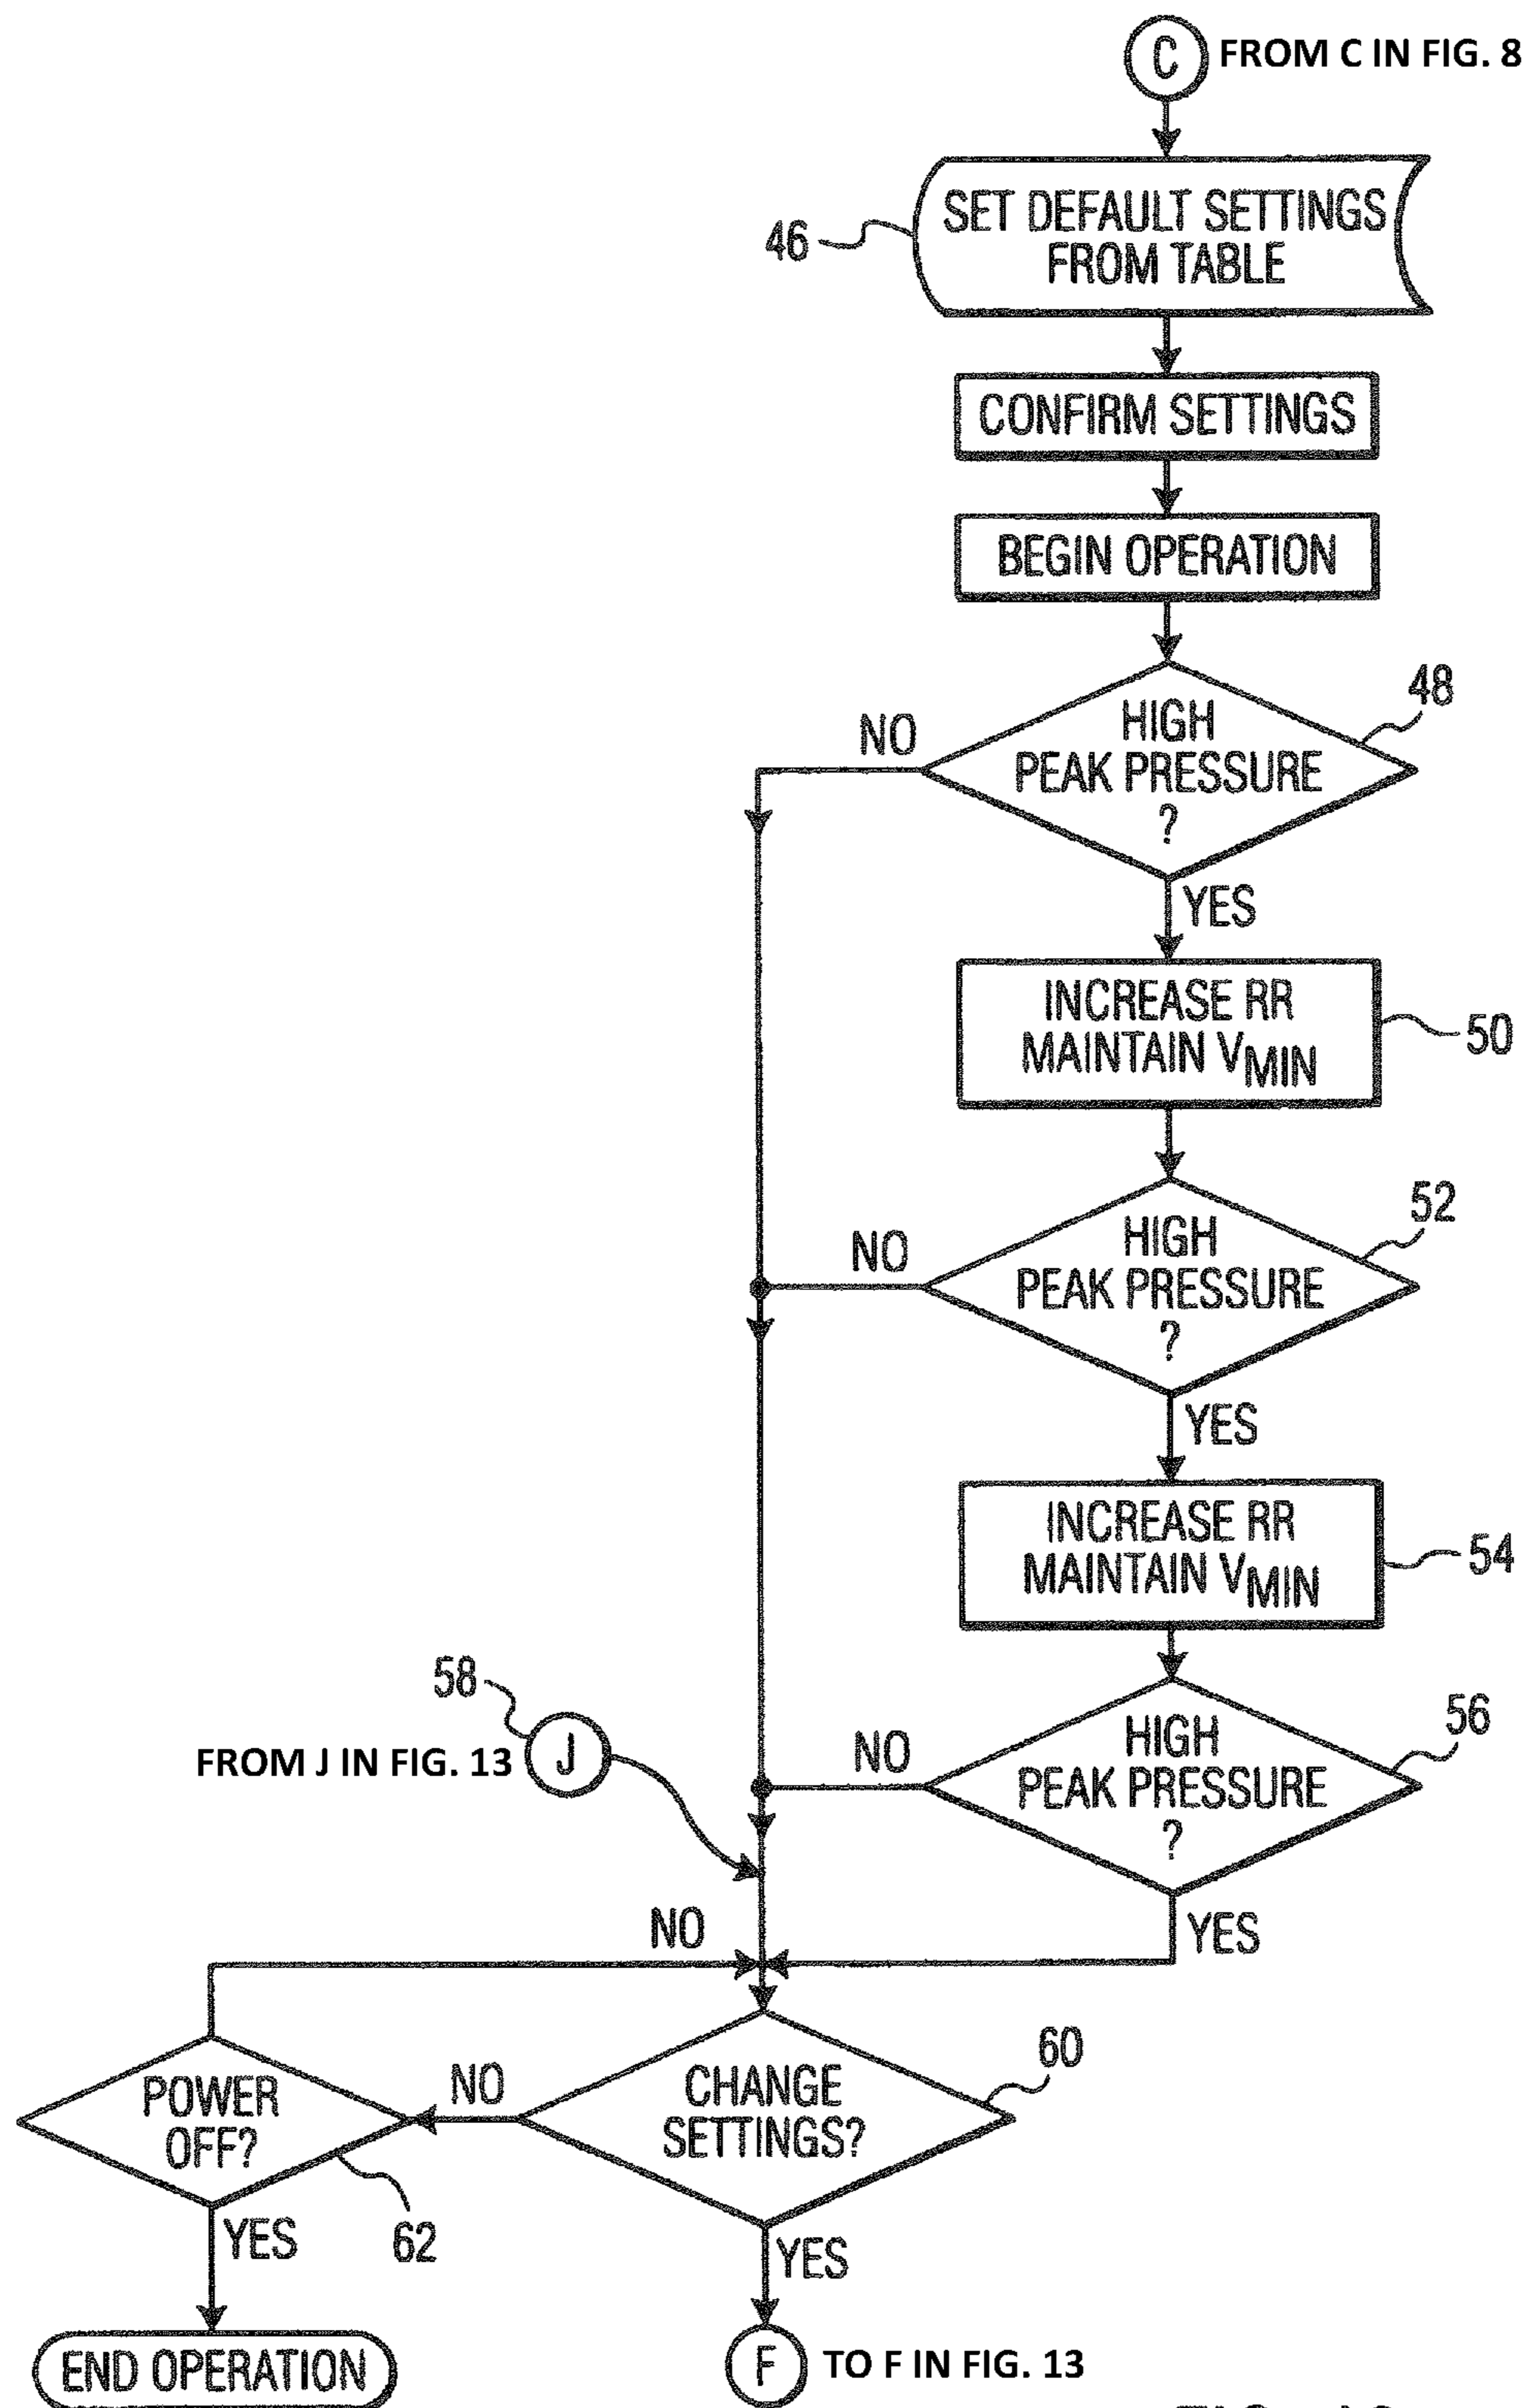 C FROM C IN FIG. 8
46
SET DEFAULT SETTINGS
FROM TABLE
CONFIRM SETTINGS
BEGIN OPERATION
48
NO
HIGH
PEAK PRESSURE
?
YES
INCREASE RR
MAINTAIN VMIN
50
52
NO
HIGH
PEAK PRESSURE
?
YES
INCREASE RR
MAINTAIN VMIN
54
58
FROM J IN FIG. 13 J
56
NO
HIGH
PEAK PRESSURE
?
YES
NO
60
POWER
OFF?
NO
CHANGE
SETTINGS?
YES
62
YES
END OPERATION
F TO F IN FIG. 13